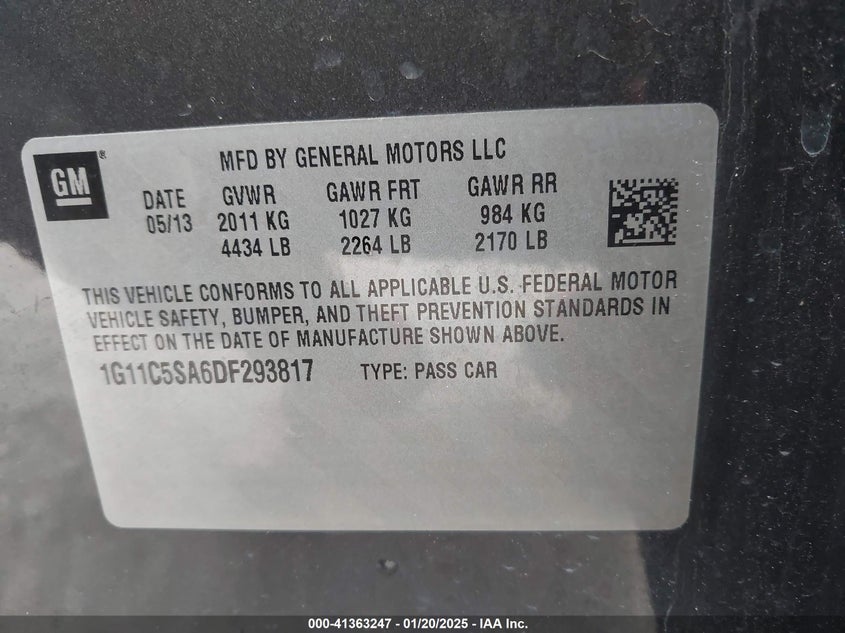 GM®
MFD BY GENERAL MOTORS LLC
DATE GVWR GAWR FRT GAWR RR
05/13 2011 KG 1027 KG 984 KG
4434 LB 2264 LB 2170 LB
THIS VEHICLE CONFORMS TO ALL APPLICABLE U.S. FEDERAL MOTOR
VEHICLE SAFETY, BUMPER, AND THEFT PREVENTION STANDARDS IN
EFFECT ON THE DATE OF MANUFACTURE SHOWN ABOVE.
1G11C5SA6DF293817 TYPE: PASS CAR
000-41363247 - 01/20/2025 - IAA Inc.